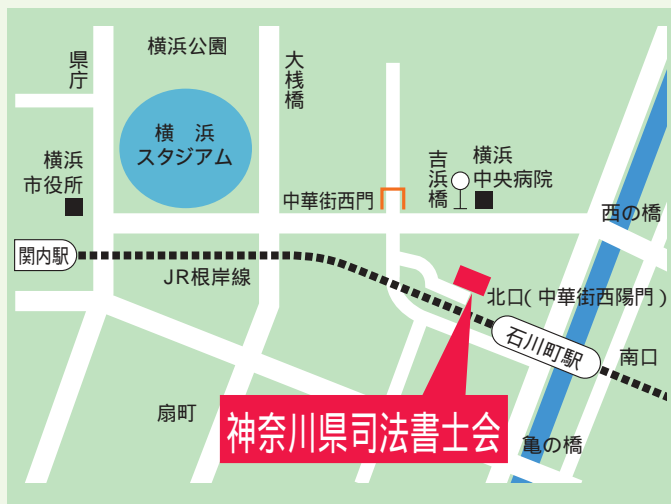 横浜公園
県庁
大桟橋
横　浜
スタジアム
横浜
市役所
吉浜橋
横浜
中央病院
中華街西門
西の橋
関内駅
JR根岸線
北口(中華街西陽門)
石川町駅
南口
扇町
神奈川県司法書士会
亀の橋